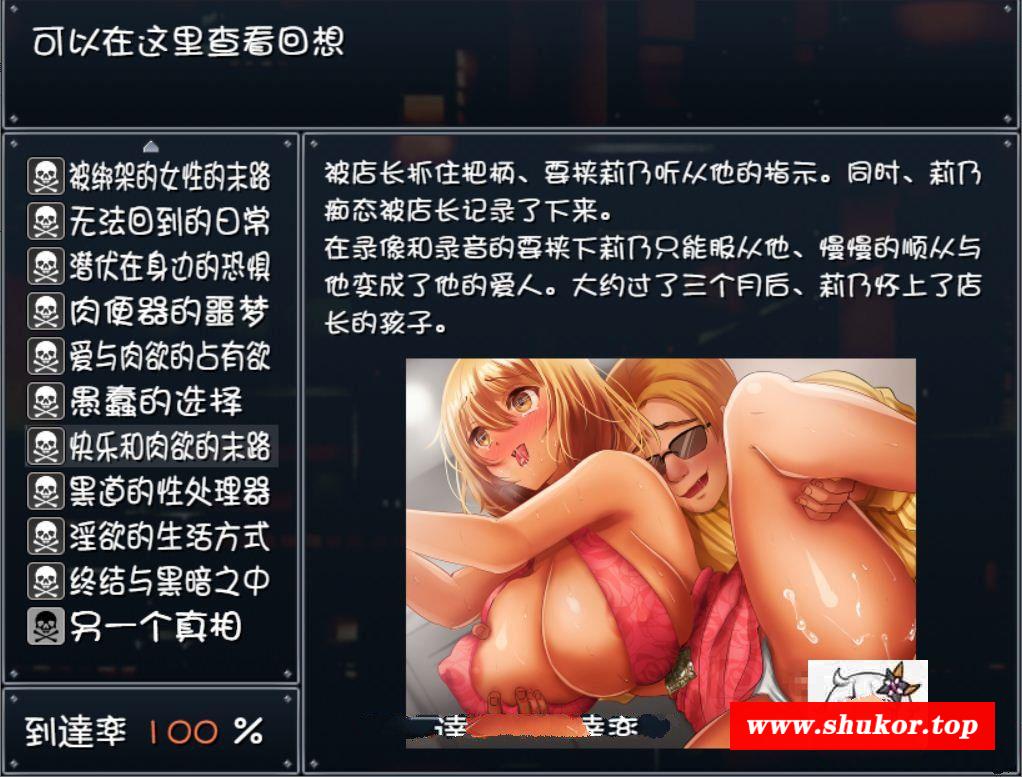 可以在这里查看回想
被绑架的女性的末路
无法回到的日常
潜伏在身边的恐惧
肉便器的噩梦
爱与肉欲的占有欲
愚蠢的选择
快乐和肉欲的末路
黑道的性处理器
淫欲的生活方式
终结与黑暗之中
另一个真相
到達率 100 %
被店长抓住把柄、要挟莉乃听从他的指示。同时、莉乃
痴态被店长记录了下来。
在录像和录音的要挟下莉乃只能服从他、慢慢的顺从与
他变成了他的爱人。大约过了三个月后、莉乃怀上了店
长的孩子。
www.shukor.top